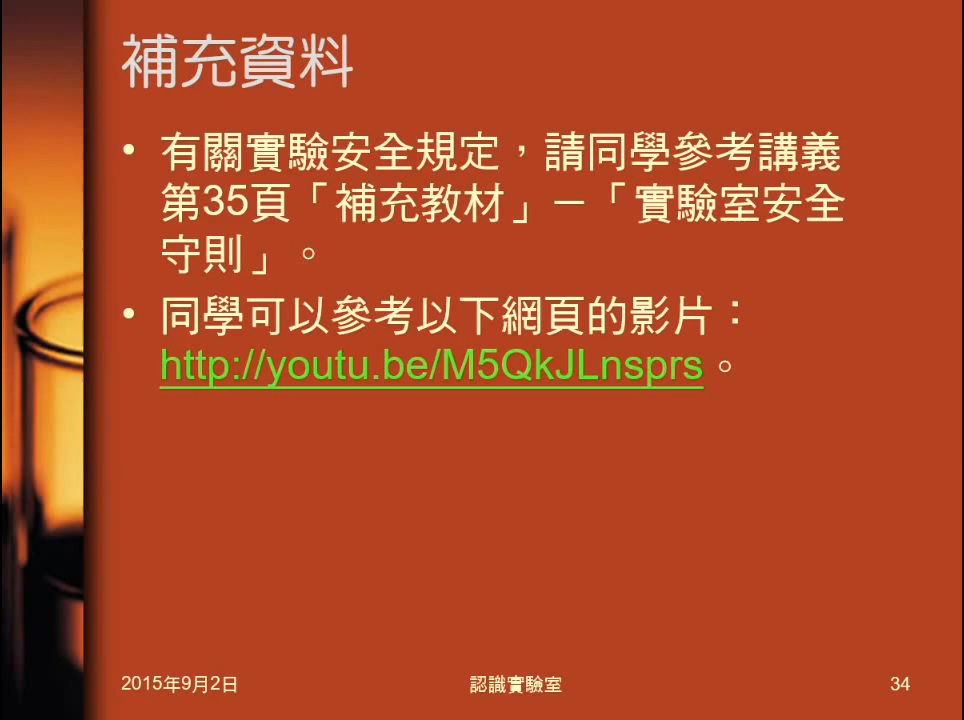 補充資料
• 有關實驗安全規定，請同學參考講義
第35頁「補充教材」－「實驗室安全
守則」。
• 同學可以參考以下網頁的影片：
http://youtu.be/M5QkJLnsprs。
2015年9月2日 認識實驗室 34